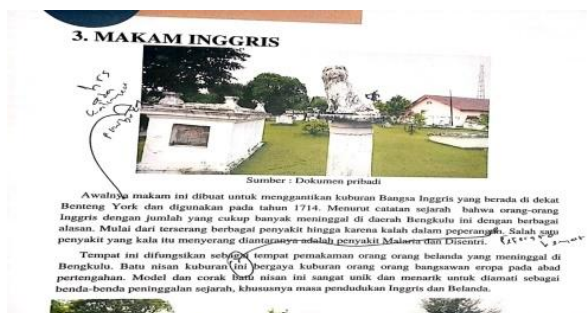 3. MAKAM INGGRIS
hrs
ada
Sumber : Dokumen pribadi
Awalnya makam ini dibuat untuk menggantikan kuburan Bangsa Inggris yang berada di dekat
Benteng York dan digunakan pada tahun 1714. Menurut catatan sejarah bahwa orang-orang
Inggris dengan jumlah yang cukup banyak meninggal di daerah Bengkulu ini dengan berbagai
alasan. Mulai dari terserang berbagai penyakit hingga karena kalah dalam peperangan. Salah satu
penyakit yang kala itu menyerang diantaranya adalah penyakit Malaria dan Disentri.
Tempat ini difungsikan sebagai tempat pemakaman orang orang belanda yang meninggal di
Bengkulu. Batu nisan kuburan ini bergaya kuburan orang orang bangsawan eropa pada abad
pertengahan. Model dan corak batu nisan ini sangat unik dan menarik untuk diamati sebagai
benda-benda peninggalan sejarah, khususnya masa pendudukan Inggris dan Belanda.